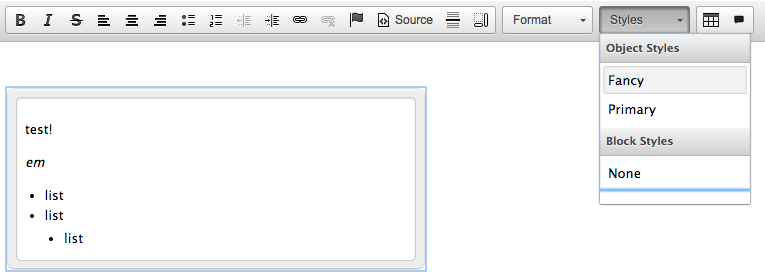 B I S Source Format Styles
Object Styles
Fancy
Primary
Block Styles
None
test!
em
list
list
list